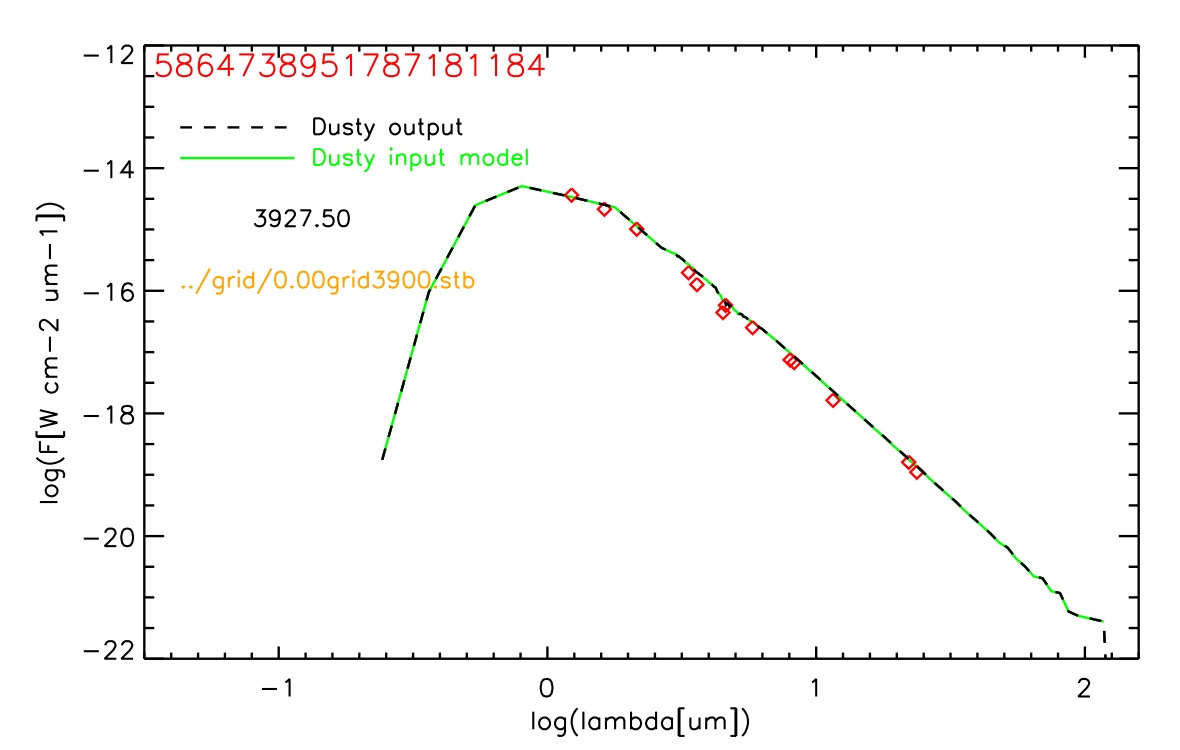 5864738951787181184
Dusty output
Dusty input model
3927.50
../grid/0.00grid3900.stb
log(F[W cm-2 um-1])
-12
-14
-16
-18
-20
-22
-1
0
1
2
log(lambda[um])